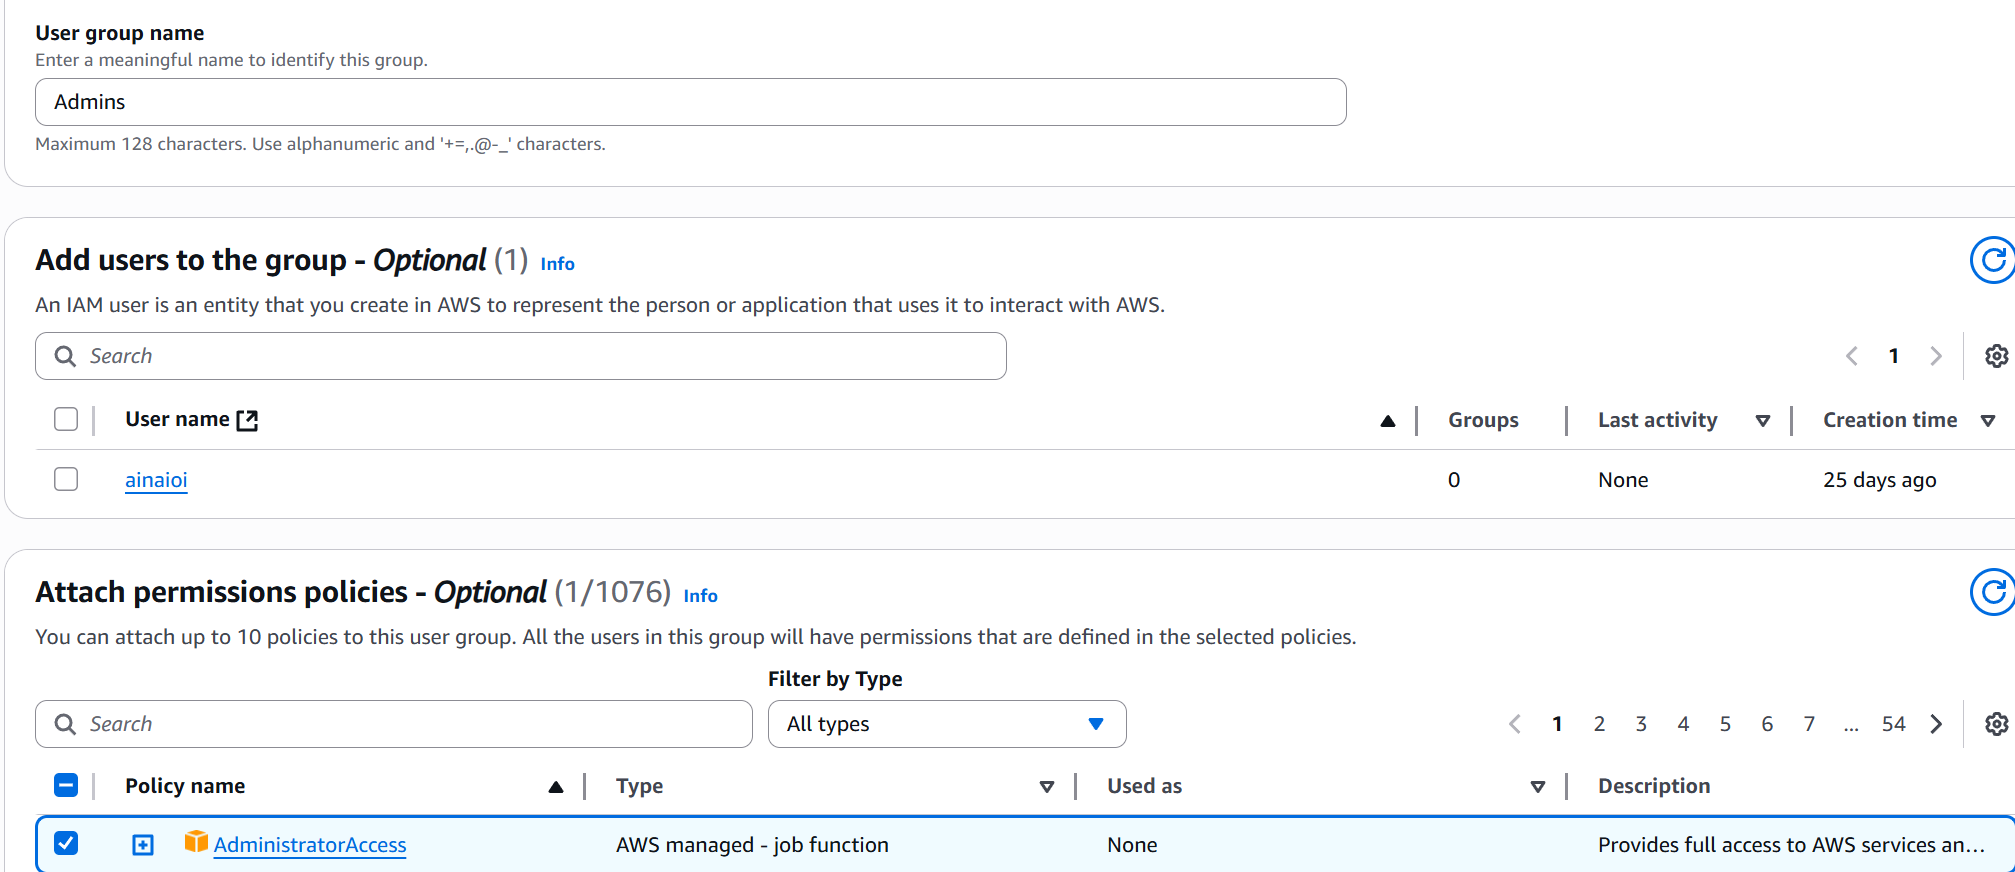 User group name
Enter a meaningful name to identify this group.
Admins
Maximum 128 characters. Use alphanumeric and '+=,.@-_' characters.
Add users to the group - Optional (1) Info
An IAM user is an entity that you create in AWS to represent the person or application that uses it to interact with AWS.
Search
1
User name Groups Last activity Creation time
ainaioi 0 None 25 days ago
Attach permissions policies - Optional (1/1076) Info
You can attach up to 10 policies to this user group. All the users in this group will have permissions that are defined in the selected policies.
Filter by Type
Search All types 1 2 3 4 5 6 7 ... 54
Policy name Type Used as Description
AdministratorAccess AWS managed - job function None Provides full access to AWS services an...